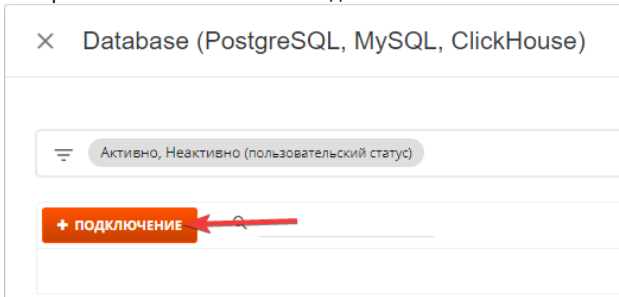 Database (PostgreSQL, MySQL, ClickHouse)
Активно, Неактивно (пользовательский статус)
+ ПОДКЛЮЧЕНИЕ